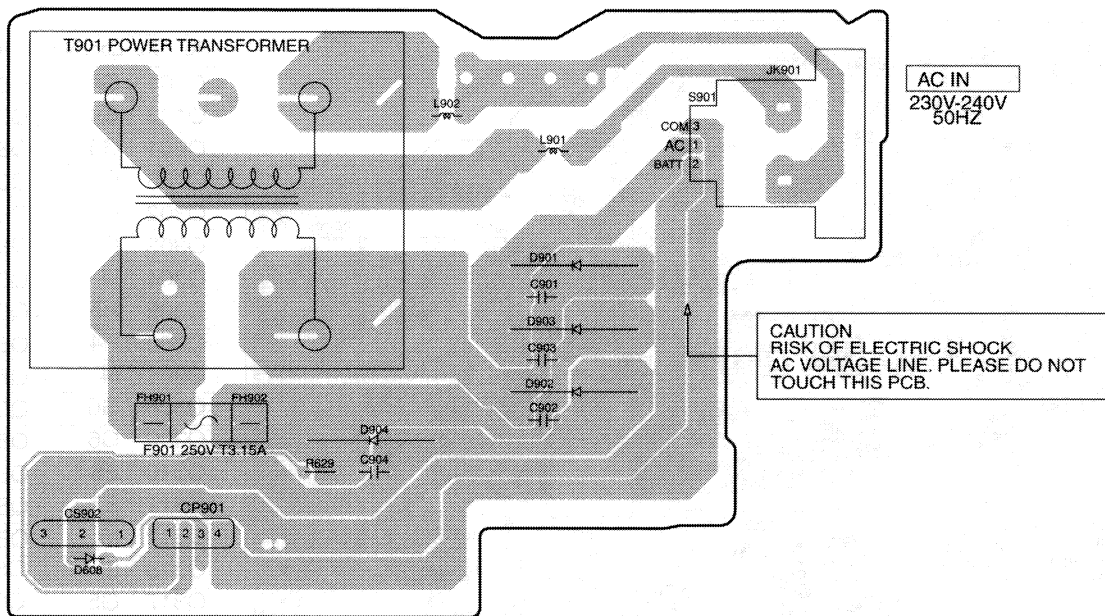 T901 POWER TRANSFORMER
JK901
AC IN
230V-240V
50HZ
S901
L902
COM 3
L901
AC 1
BATT 2
D901
C901
D903
C903
CAUTION
RISK OF ELECTRIC SHOCK
AC VOLTAGE LINE. PLEASE DO NOT
TOUCH THIS PCB.
D902
C902
FH901 FH902
D904
F901 250V T3.15A
R629 C904
CS902 CP901
3 2 1 1 2 3 4
D608